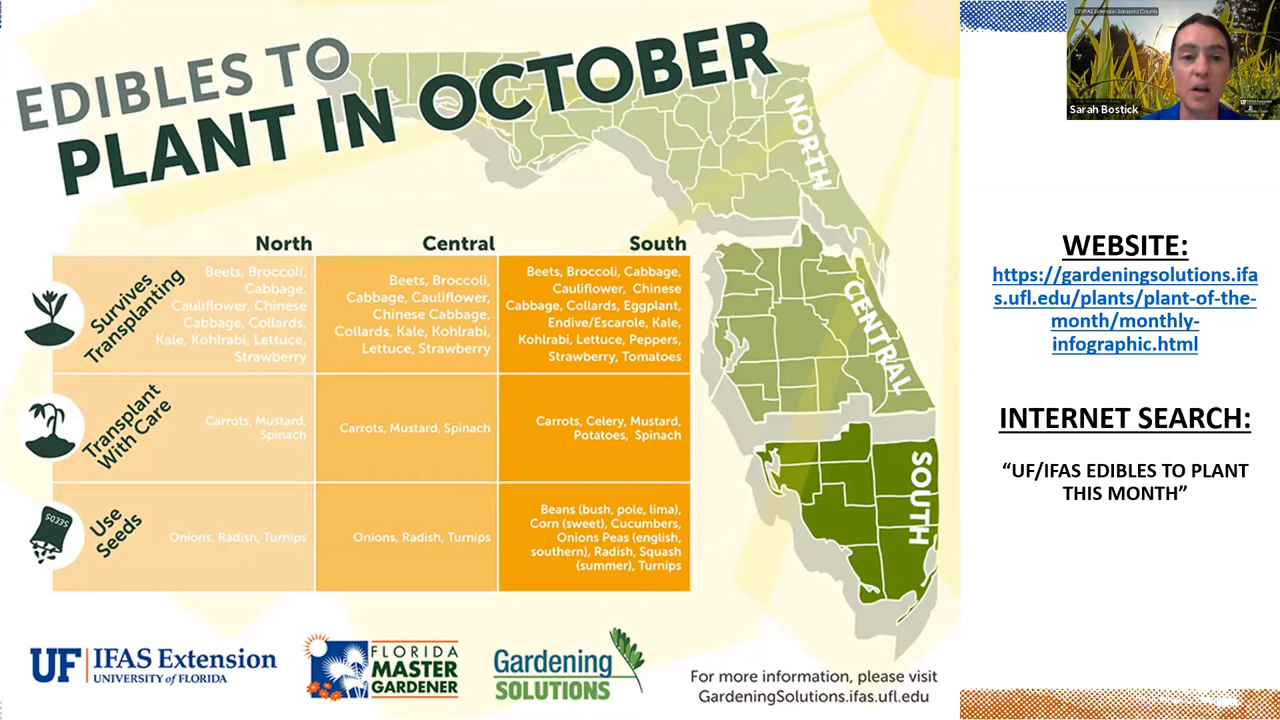 EDIBLES TO
PLANT IN OCTOBER
NORTH
CENTRAL
SOUTH
North
Central
South
Survives
Transplanting
Beets, Broccoli,
Cabbage,
Cauliflower, Chinese
Cabbage, Collards,
Kale, Kohlrabi, Lettuce,
Strawberry
Beets, Broccoli,
Cabbage, Cauliflower,
Chinese Cabbage,
Collards, Kale, Kohlrabi,
Lettuce, Strawberry
Beets, Broccoli, Cabbage,
Cauliflower, Chinese
Cabbage, Collards, Eggplant,
Endive/Escarole, Kale,
Kohlrabi, Lettuce, Peppers,
Strawberry, Tomatoes
Transplant
With Care
Carrots, Mustard,
Spinach
Carrots, Mustard, Spinach
Carrots, Celery, Mustard,
Potatoes, Spinach
SEEDS
Use
Seeds
Onions, Radish, Turnips
Onions, Radish, Turnips
Beans (bush, pole, lima),
Corn (sweet), Cucumbers,
Onions Peas (english,
southern), Radish, Squash
(summer), Turnips
UF IFAS Extension
UNIVERSITY of FLORIDA
FLORIDA
MASTER
GARDENER
Gardening
SOLUTIONS
For more information, please visit
GardeningSolutions.ifas.ufl.edu
UF/IFAS Extension Sarasota County
Sarah Bostick
WEBSITE:
https://gardeningsolutions.ifa
s.ufl.edu/plants/plant-of-the-
month/monthly-
infographic.html
INTERNET SEARCH:
“UF/IFAS EDIBLES TO PLANT
THIS MONTH”